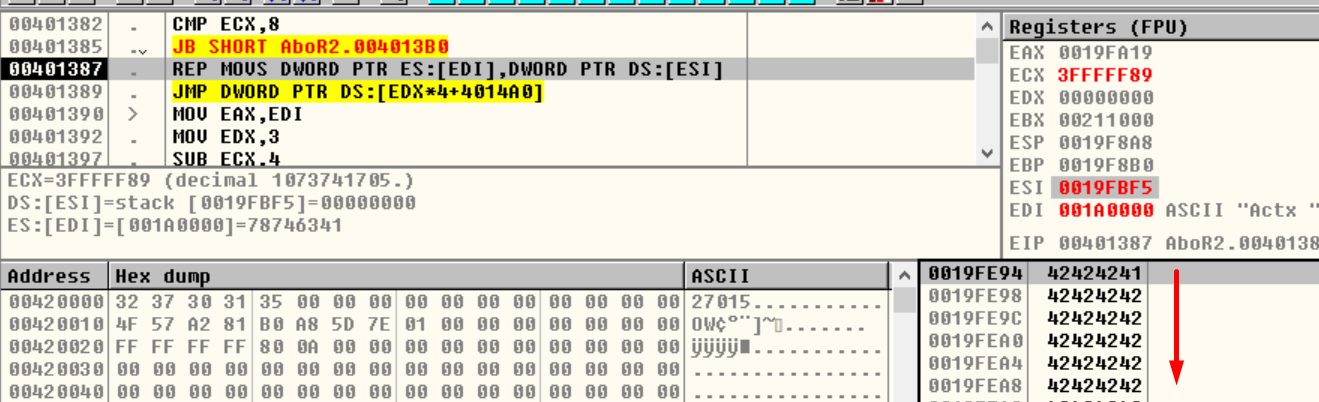 00401382 . CMP ECX,8
00401385 .v JB SHORT AboR2.004013B0
00401387 . REP MOVS DWORD PTR ES:[EDI],DWORD PTR DS:[ESI]
00401389 . JMP DWORD PTR DS:[EDX*4+4014A0]
00401390 > MOV EAX,EDI
00401392 . MOV EDX,3
00401397 . SUB ECX,4
ECX=3FFFFF89 (decimal 1073741705.)
DS:[ESI]=stack [0019FBF5]=00000000
ES:[EDI]=[001A0000]=78746341
Registers (FPU)
EAX 0019FA19
ECX 3FFFFF89
EDX 00000000
EBX 00211000
ESP 0019F8A8
EBP 0019F8B0
ESI 0019FBF5
EDI 001A0000 ASCII "Actx "
EIP 00401387 AboR2.0040138
Address Hex dump ASCII
00420000 32 37 30 31 35 00 00 00 00 00 00 00 00 00 00 00 27015...........
00420010 4F 57 A2 81 B0 A8 5D 7E 01 00 00 00 00 00 00 00 OW¢°¨]~.......
00420020 FF FF FF FF 80 0A 00 00 00 00 00 00 00 00 00 00 ÿÿÿÿ...........
00420030 00 00 00 00 00 00 00 00 00 00 00 00 00 00 00 00 ................
00420040 00 00 00 00 00 00 00 00 00 00 00 00 00 00 00 00 ................
0019FE94 42424241
0019FE98 42424242
0019FE9C 42424242
0019FEA0 42424242
0019FEA4 42424242
0019FEA8 42424242